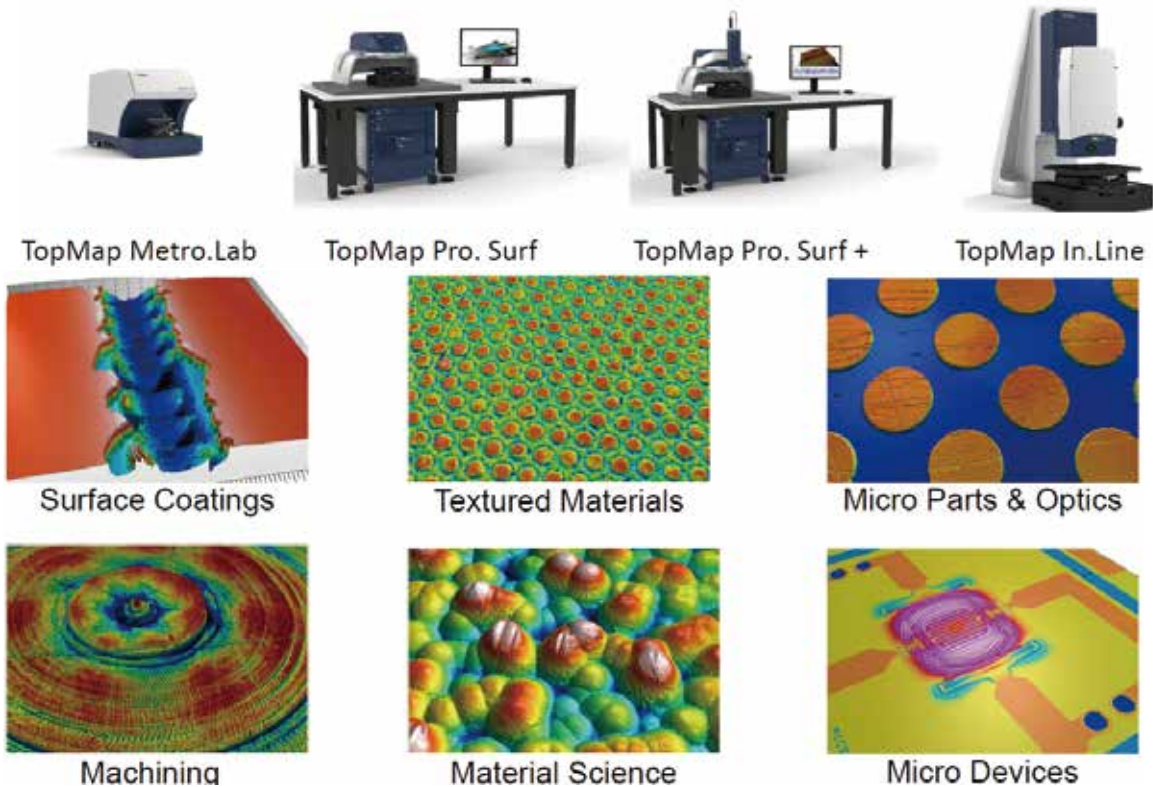 TopMap Metro.Lab
TopMap Pro. Surf
TopMap Pro. Surf +
TopMap In.Line
Surface Coatings
Textured Materials
Micro Parts & Optics
Machining
Material Science
Micro Devices